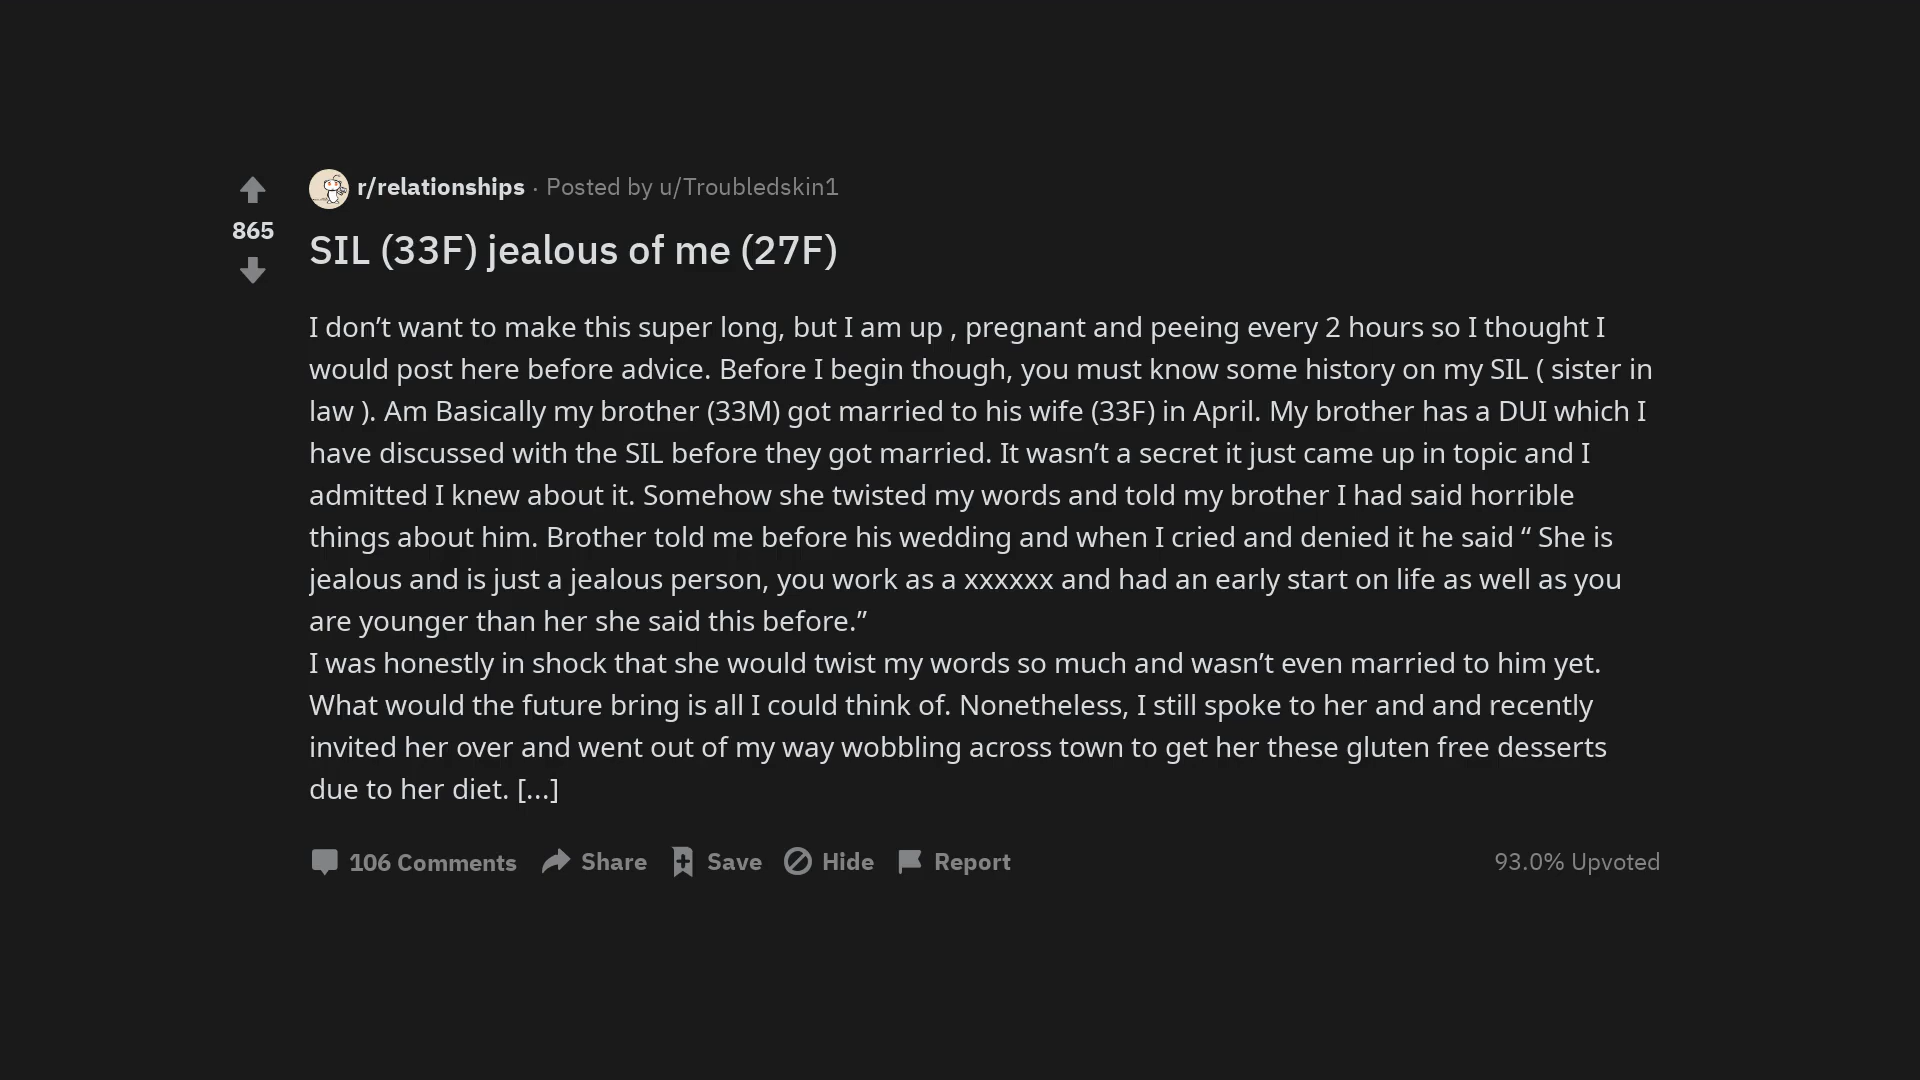 r/relationships · Posted by u/Troubledskin1
865
SIL (33F) jealous of me (27F)
I don’t want to make this super long, but I am up , pregnant and peeing every 2 hours so I thought I
would post here before advice. Before I begin though, you must know some history on my SIL ( sister in
law ). Am Basically my brother (33M) got married to his wife (33F) in April. My brother has a DUI which I
have discussed with the SIL before they got married. It wasn’t a secret it just came up in topic and I
admitted I knew about it. Somehow she twisted my words and told my brother I had said horrible
things about him. Brother told me before his wedding and when I cried and denied it he said “ She is
jealous and is just a jealous person, you work as a xxxxxx and had an early start on life as well as you
are younger than her she said this before.”
I was honestly in shock that she would twist my words so much and wasn’t even married to him yet.
What would the future bring is all I could think of. Nonetheless, I still spoke to her and and recently
invited her over and went out of my way wobbling across town to get her these gluten free desserts
due to her diet. [...]
106 Comments Share Save Hide Report 93.0% Upvoted